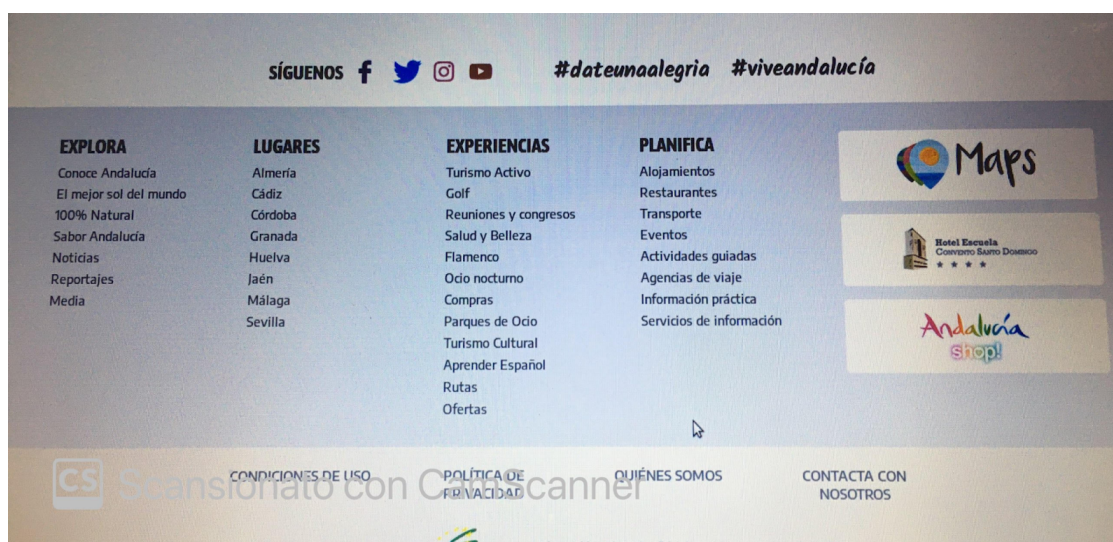 SÍGUENOS
#dateunaalegria #viveandalucía
EXPLORA
Conoce Andalucía
El mejor sol del mundo
100% Natural
Sabor Andalucía
Noticias
Reportajes
Media
LUGARES
Almería
Cádiz
Córdoba
Granada
Huelva
Jaén
Málaga
Sevilla
EXPERIENCIAS
Turismo Activo
Golf
Reuniones y congresos
Salud y Belleza
Flamenco
Ocio nocturno
Compras
Parques de Ocio
Turismo Cultural
Aprender Español
Rutas
Ofertas
PLANIFICA
Alojamientos
Restaurantes
Transporte
Eventos
Actividades guiadas
Agencias de viaje
Información práctica
Servicios de información
Maps
Hotel Escuela
Convento Santo Domingo
Andalucía
shop!
CONDICIONES DE USO
POLÍTICA DE
PRIVACIDAD
QUIÉNES SOMOS
CONTACTA CON
NOSOTROS
CS Scansionato con CamScanner